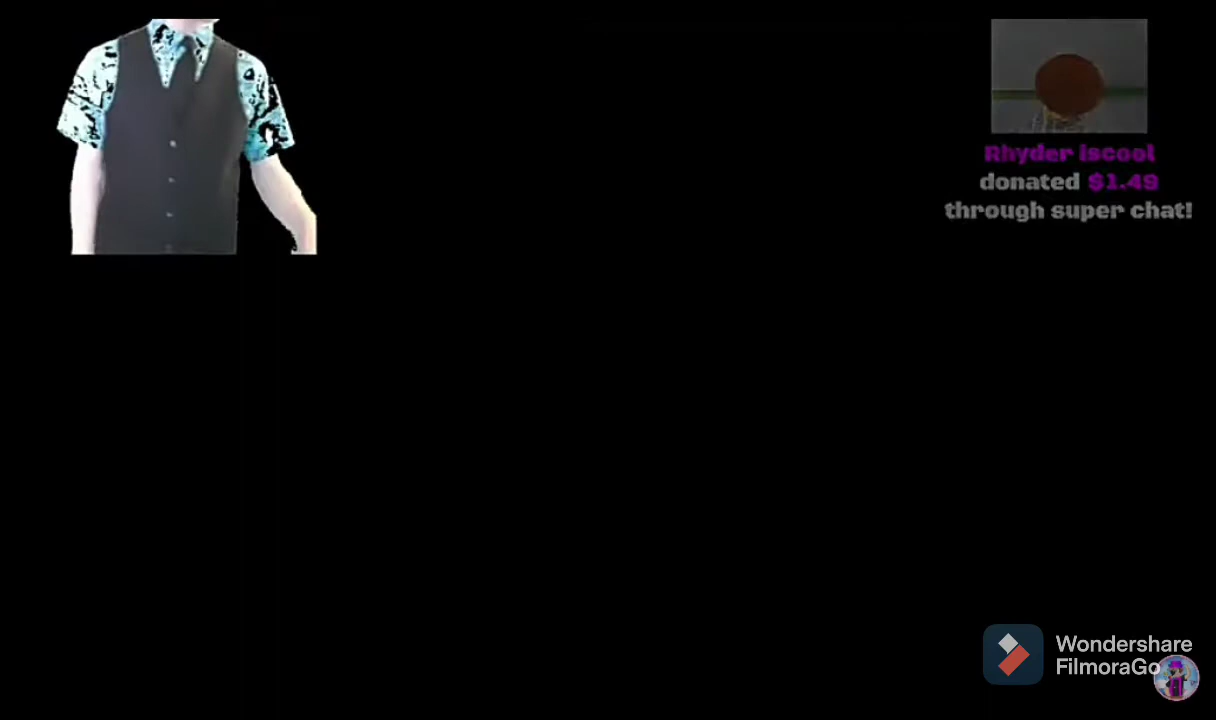 Rhyder iscool
donated $1.49
through super chat!
Wondershare
FilmoraGo